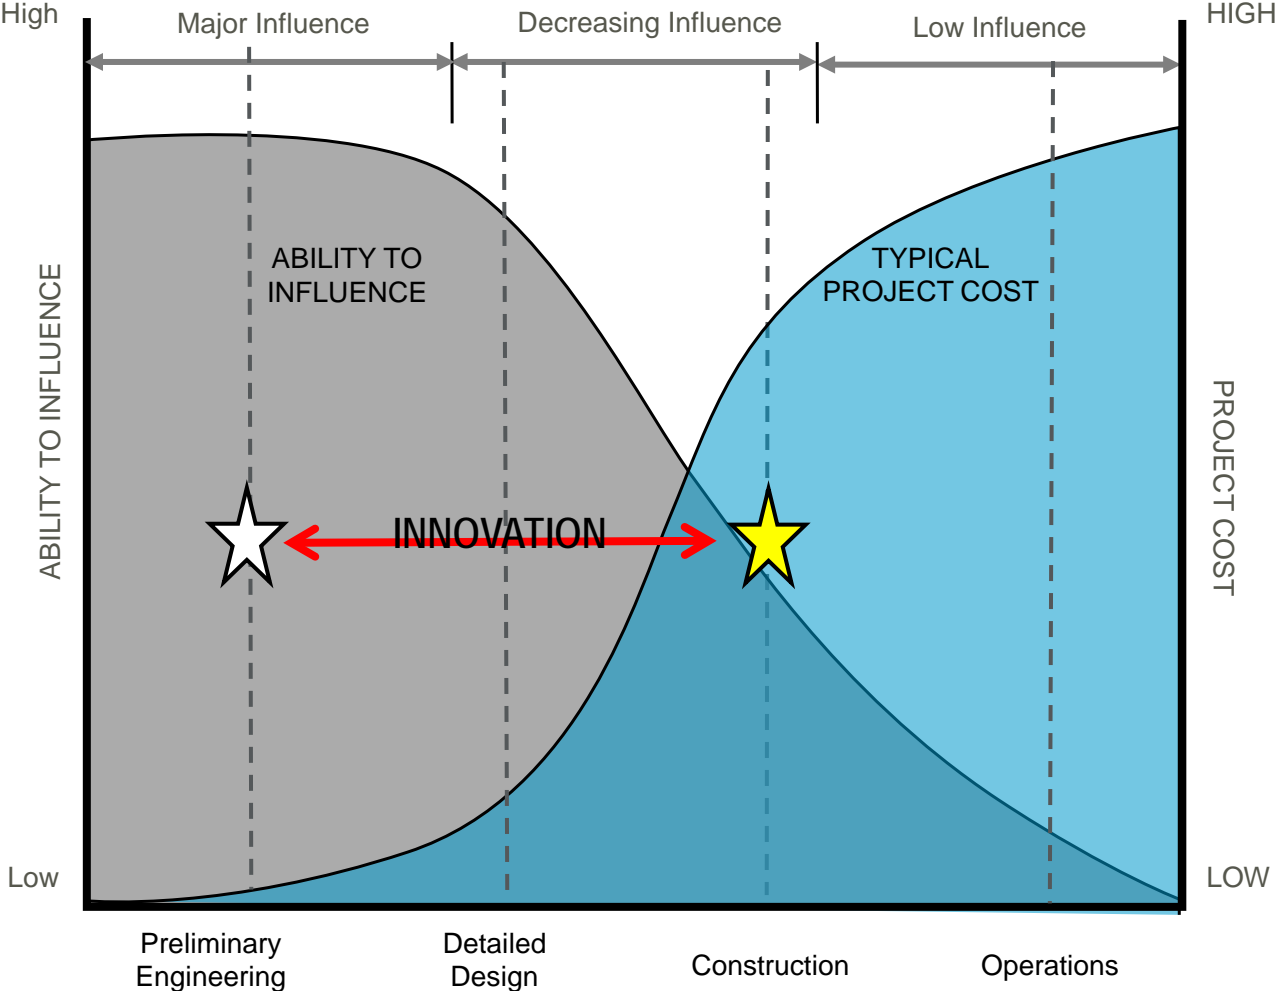 High
Major Influence
Decreasing Influence
Low Influence
HIGH
ABILITY TO
INFLUENCE
TYPICAL
PROJECT COST
ABILITY TO INFLUENCE
PROJECT COST
INNOVATION
Low
LOW
Preliminary
Engineering
Detailed
Design
Construction
Operations